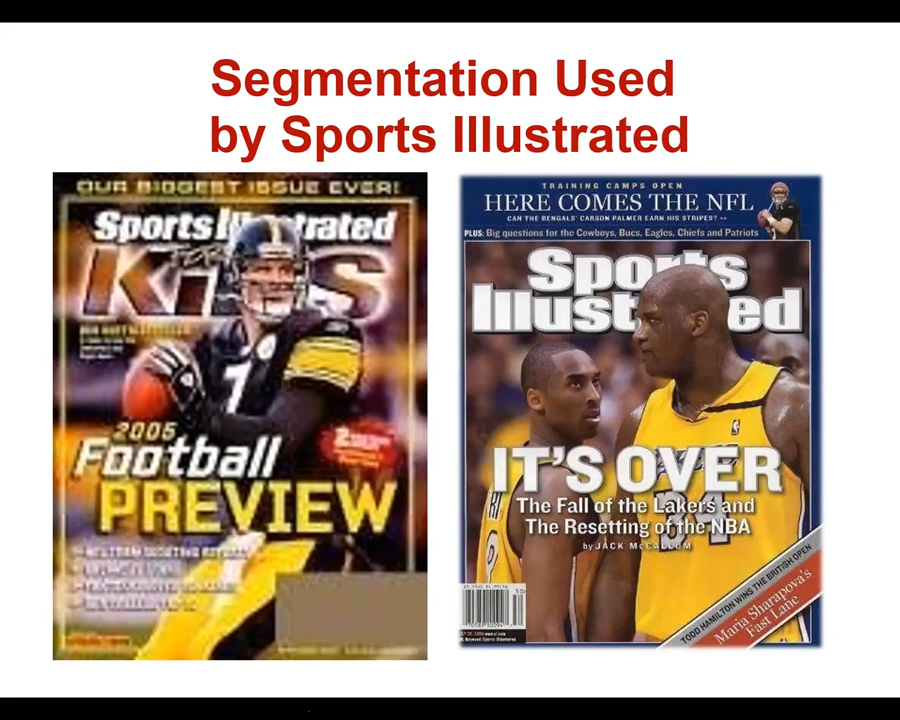 Segmentation Used
by Sports Illustrated
OUR BIGGEST ISSUE EVER!
Sports Illustrated
KIDS
7
2005
Football
PREVIEW
TRAINING CAMPS OPEN
HERE COMES THE NFL
CAN THE BENGALS' CARSON PALMER EARN HIS STRIPES?
PLUS: Big questions for the Cowboys, Bucs, Eagles, Chiefs and Patriots
Sports
Illustrated
IT'S OVER
The Fall of the Lakers and
The Resetting of the NBA
by JACK McCALLUM
34
TODD HAMILTON WINS THE BRITISH OPEN
Maria Sharapova's
Fast Lane